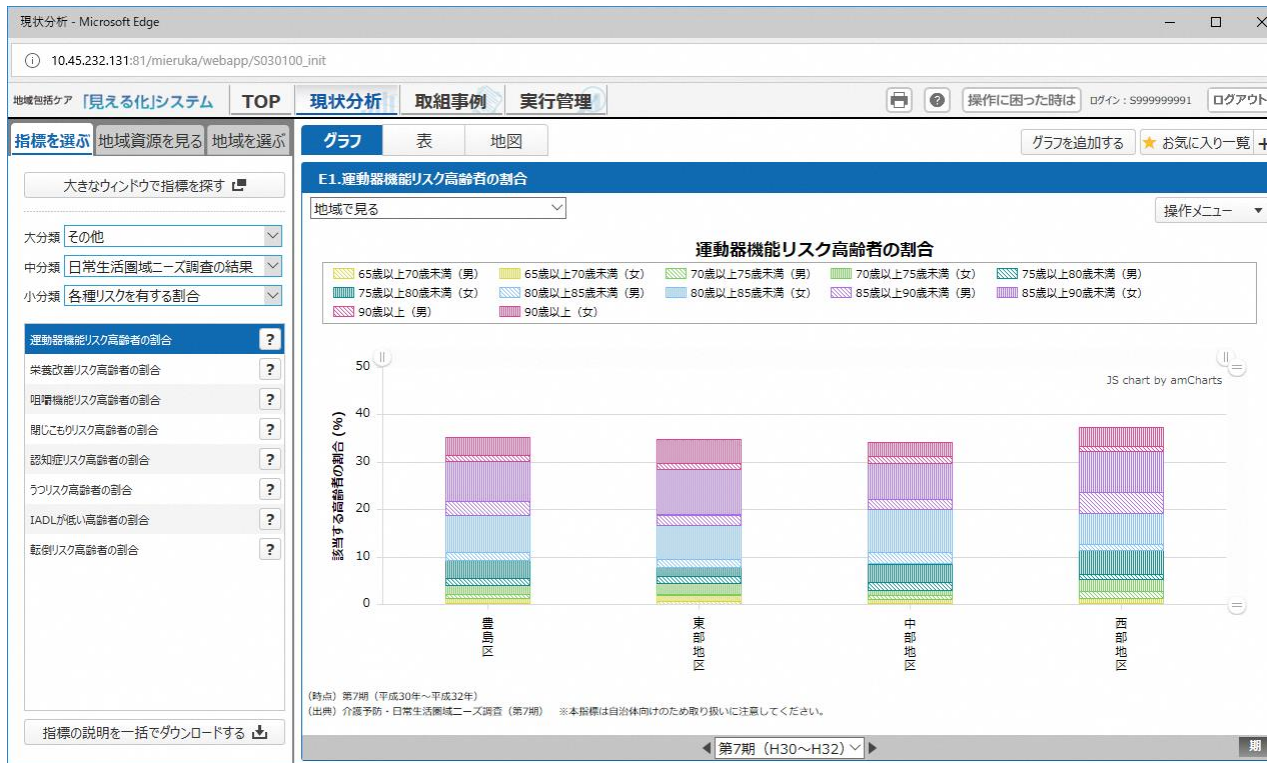 現状分析 - Microsoft Edge
10.45.232.131:81/mieruka/webapp/S030100_init
地域包括ケア 「見える化」システム TOP 現状分析 取組事例 実行管理 操作に困った時は ログイン : S999999991 ログアウト
指標を選ぶ 地域資源を見る 地域を選ぶ
グラフ 表 地図 グラフを追加する お気に入り一覧
大きなウィンドウで指標を探す
大分類 その他
中分類 日常生活圏域ニーズ調査の結果
小分類 各種リスクを有する割合
運動器機能リスク高齢者の割合 ?
栄養改善リスク高齢者の割合 ?
咀嚼機能リスク高齢者の割合 ?
閉じこもりリスク高齢者の割合 ?
認知症リスク高齢者の割合 ?
うつリスク高齢者の割合 ?
IADLが低い高齢者の割合 ?
転倒リスク高齢者の割合 ?
指標の説明を一括でダウンロードする
E1.運動器機能リスク高齢者の割合
地域で見る
操作メニュー
運動器機能リスク高齢者の割合
65歳以上70歳未満（男） 65歳以上70歳未満（女） 70歳以上75歳未満（男） 70歳以上75歳未満（女） 75歳以上80歳未満（男）
75歳以上80歳未満（女） 80歳以上85歳未満（男） 80歳以上85歳未満（女） 85歳以上90歳未満（男） 85歳以上90歳未満（女）
90歳以上（男） 90歳以上（女）
JS chart by amCharts
該当する高齢者の割合 (%)
50
40
30
20
10
0
豊島区
東部地区
中部地区
西部地区
（時点）第7期（平成30年～平成32年）
（出典）介護予防・日常生活圏域ニーズ調査（第7期） ※本指標は自治体向けのため取り扱いに注意してください。
第7期（H30～H32）
期